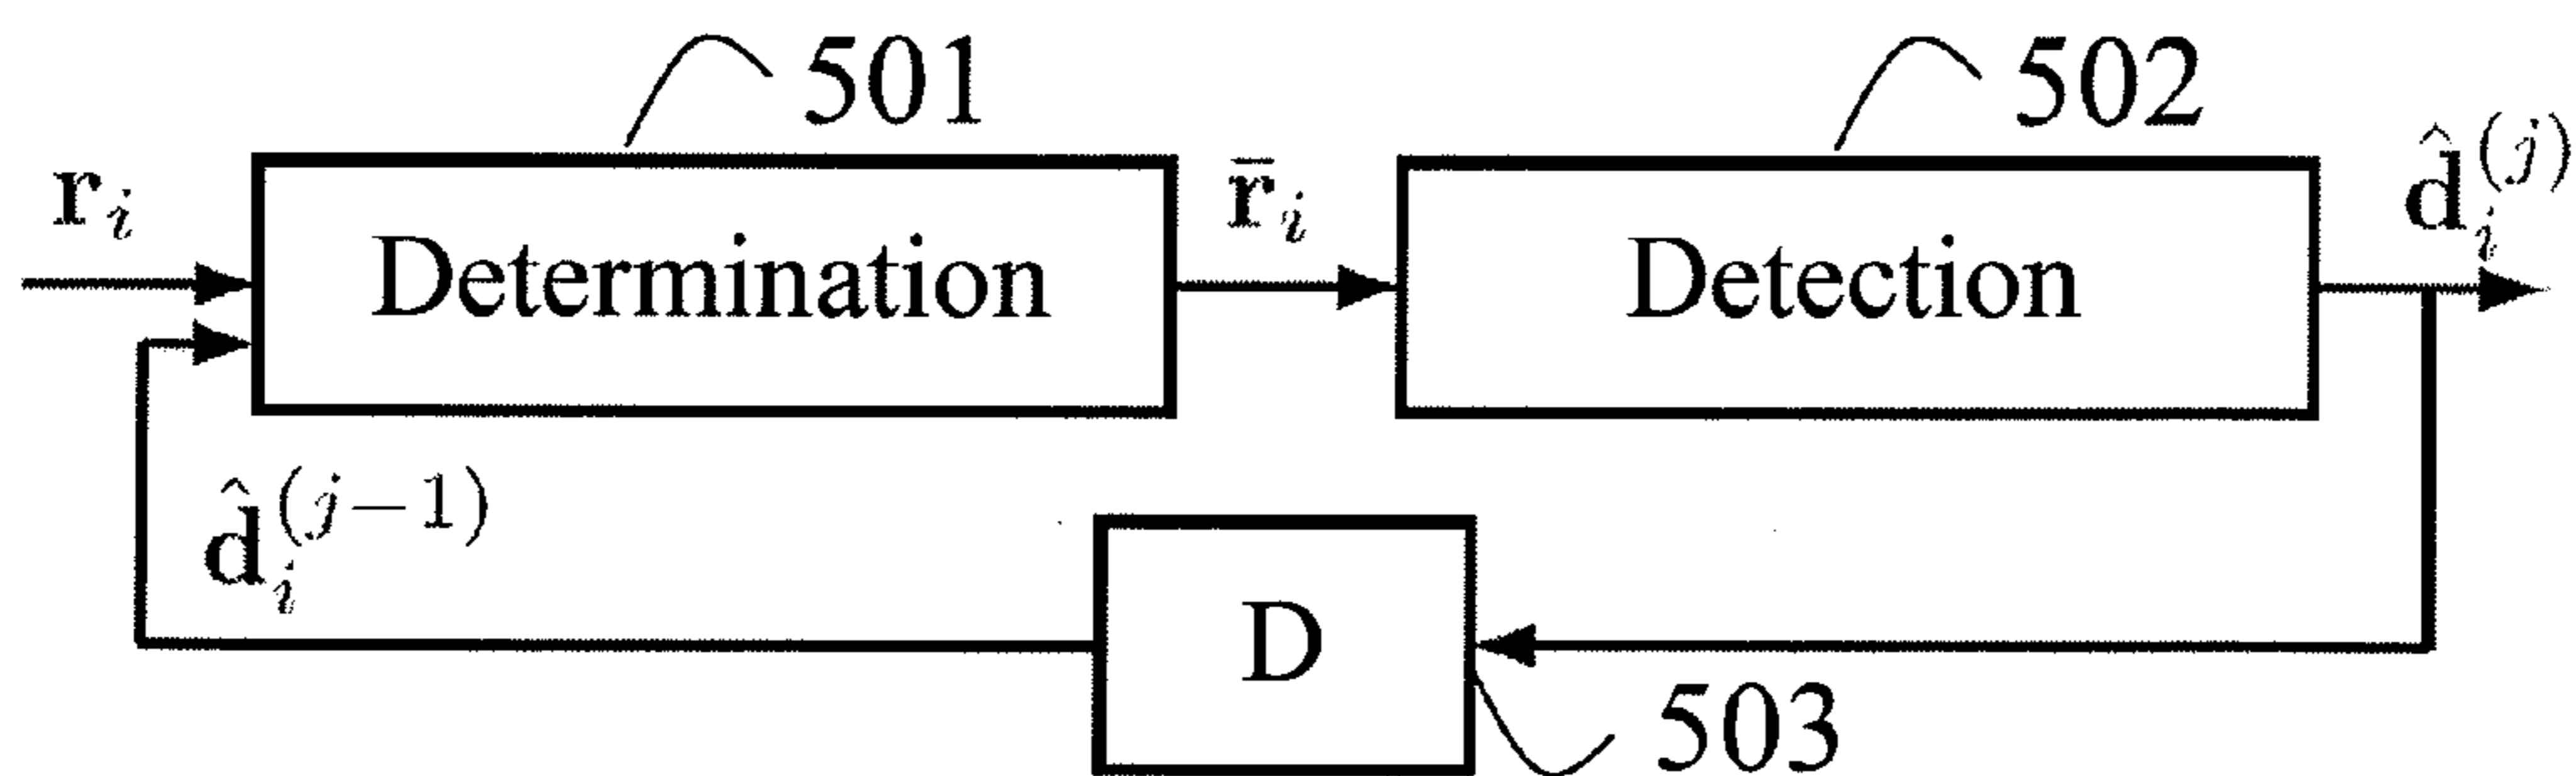 501
502
r_i
Determination
r̄_i
Detection
d̂_i^(j)
d̂_i^(j−1)
D
503